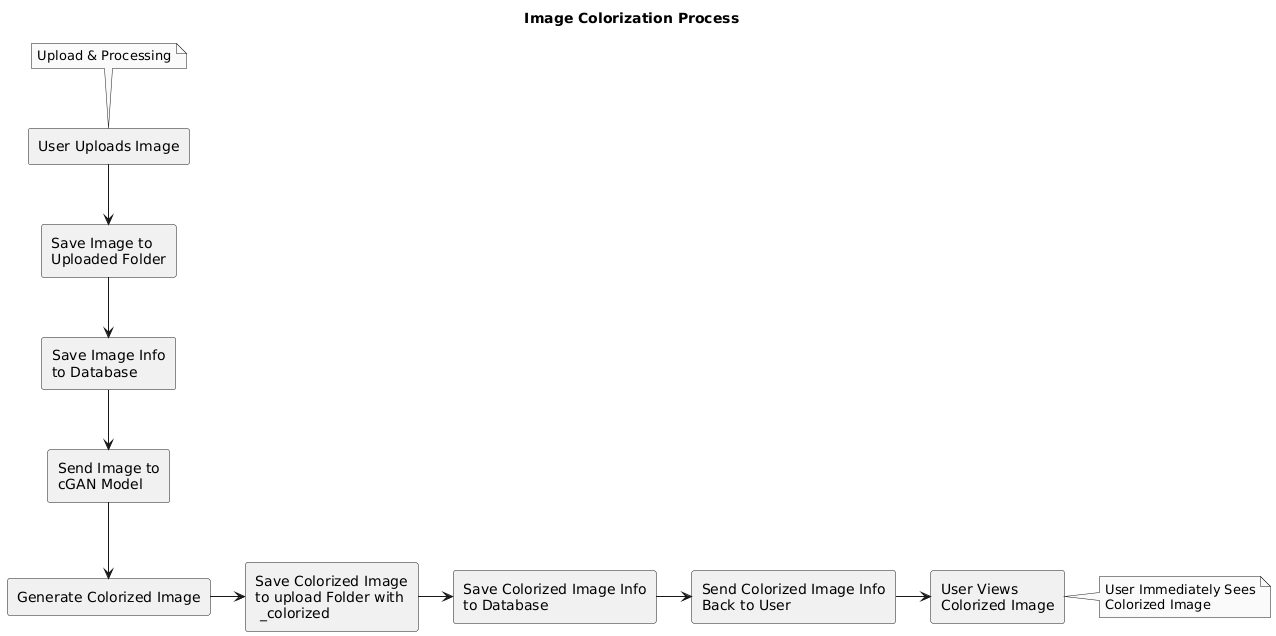 Image Colorization Process
Upload & Processing
User Uploads Image
Save Image to
Uploaded Folder
Save Image Info
to Database
Send Image to
cGAN Model
Generate Colorized Image
Save Colorized Image
to upload Folder with
_colorized
Save Colorized Image Info
to Database
Send Colorized Image Info
Back to User
User Views
Colorized Image
User Immediately Sees
Colorized Image